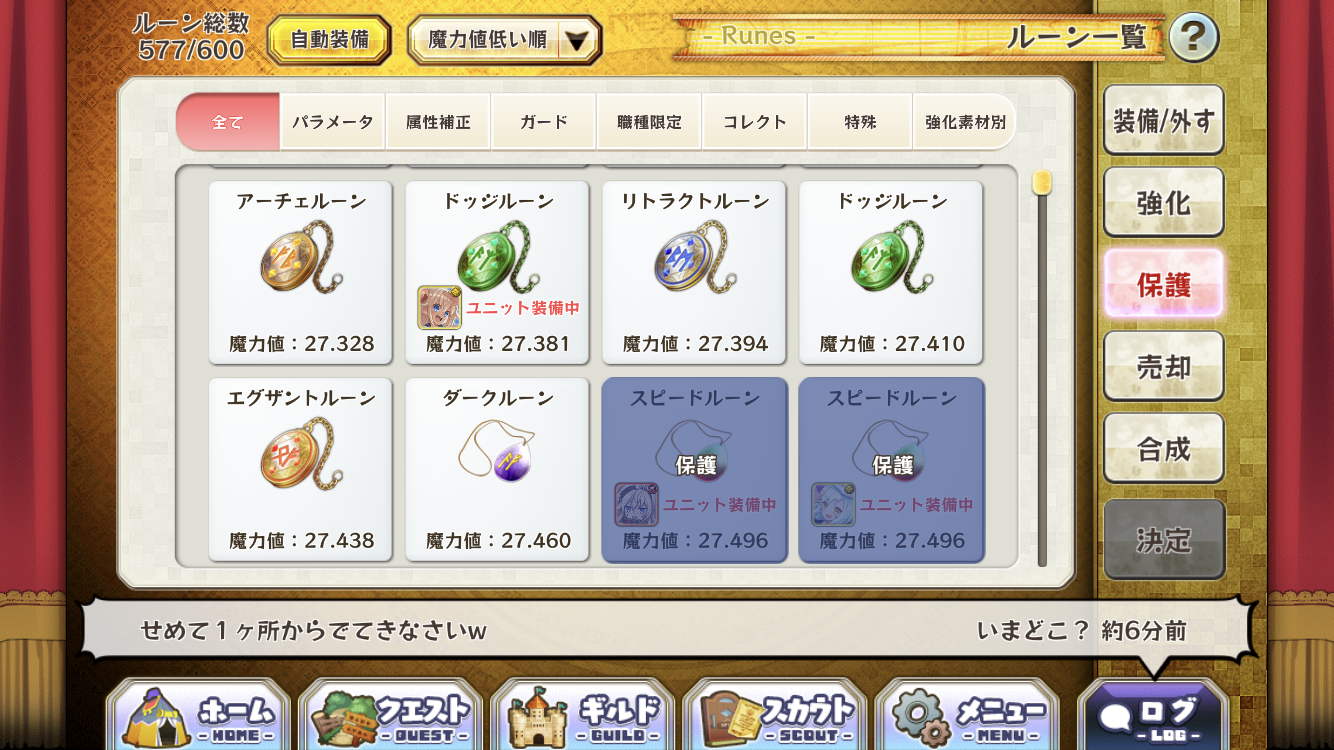 ルーン総数
577/600
自動装備
魔力値低い順
- Runes -
ルーン一覧
?
全て
パラメータ
属性補正
ガード
職種限定
コレクト
特殊
強化素材別
アーチェルーン
魔力値：27.328
ドッジルーン
ユニット装備中
魔力値：27.381
リトラクトルーン
魔力値：27.394
ドッジルーン
魔力値：27.410
エグザントルーン
魔力値：27.438
ダークルーン
魔力値：27.460
スピードルーン
保護
ユニット装備中
魔力値：27.496
スピードルーン
保護
ユニット装備中
魔力値：27.496
装備/外す
強化
保護
売却
合成
決定
せめて１ヶ所からでてきなさいw
いまどこ？ 約6分前
ホーム
- HOME -
クエスト
- QUEST -
ギルド
- GUILD -
スカウト
- SCOUT -
メニュー
- MENU -
ログ
- LOG -